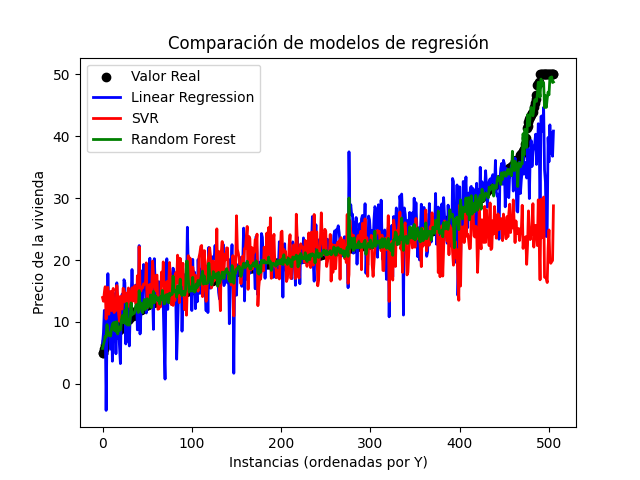 Comparación de modelos de regresión
Valor Real
Linear Regression
SVR
Random Forest
Precio de la vivienda
50
40
30
20
10
0
0 100 200 300 400 500
Instancias (ordenadas por Y)